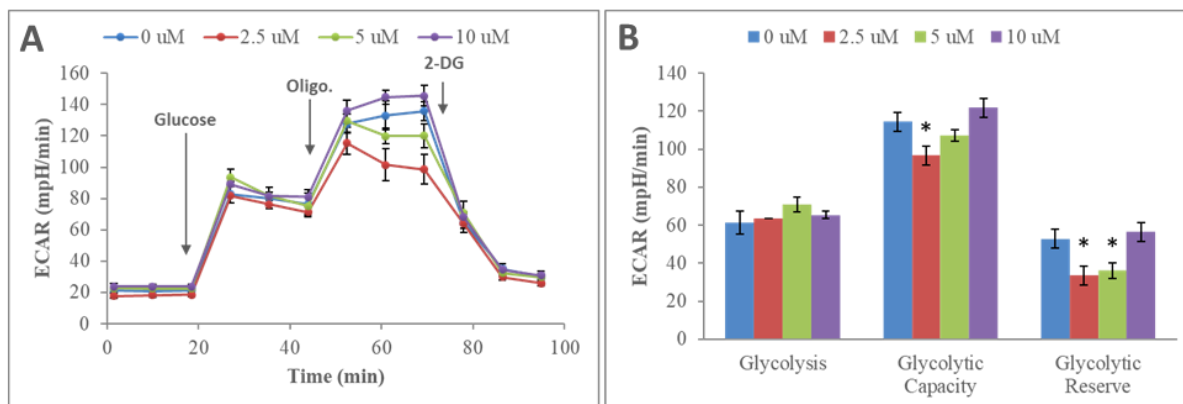 A
0 uM 2.5 uM 5 uM 10 uM
2-DG
Oligo.
Glucose
160
140
120
100
80
60
40
20
0
ECAR (mpH/min)
0 20 40 60 80 100
Time (min)
B
0 uM 2.5 uM 5 uM 10 uM
140
120
100
80
60
40
20
0
ECAR (mpH/min)
*
* *
Glycolysis Glycolytic Glycolytic
Capacity Reserve